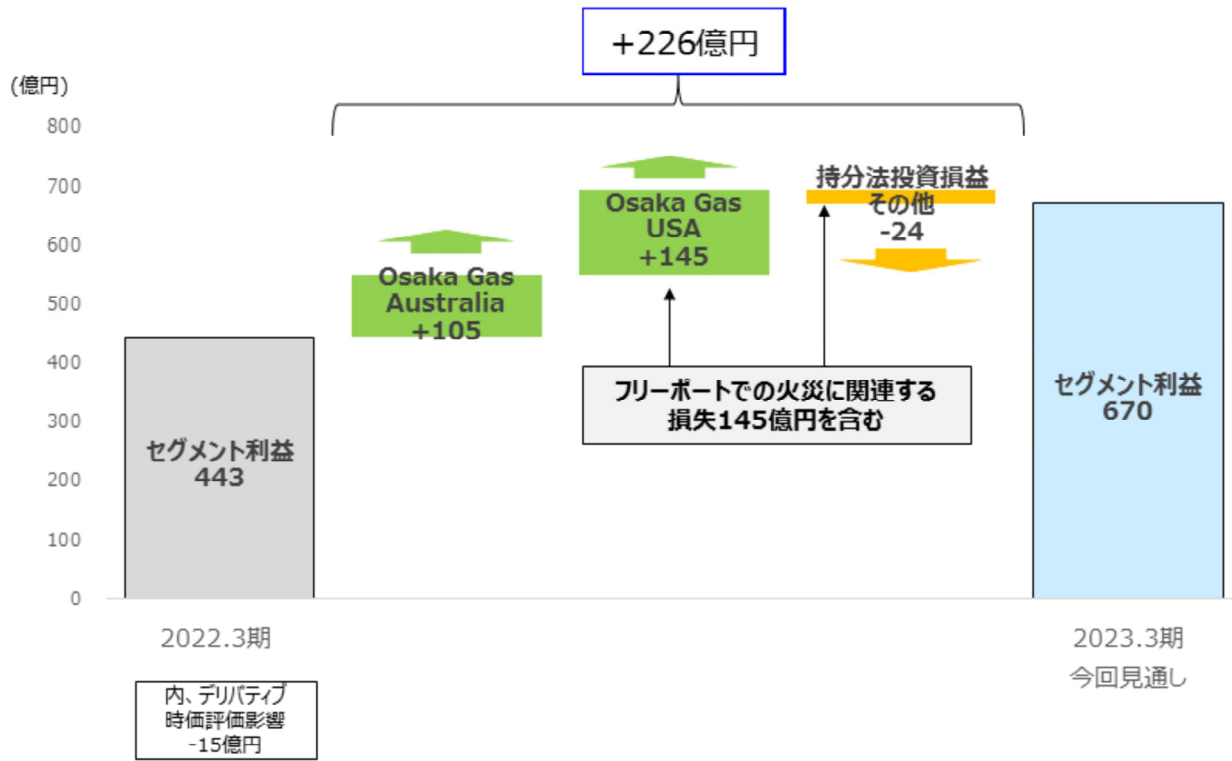 +226億円
(億円)
800
700
600
500
400
300
200
100
0
Osaka Gas
Australia
+105
Osaka Gas
USA
+145
持分法投資損益
その他
-24
フリーポートでの火災に関連する
損失145億円を含む
セグメント利益
443
セグメント利益
670
2022.3期
2023.3期
今回見通し
内、デリバティブ
時価評価影響
-15億円